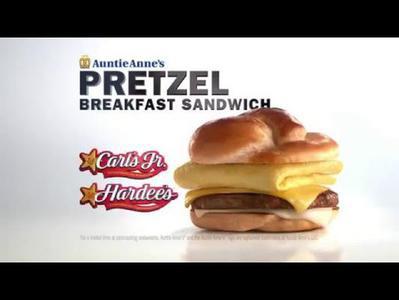 AuntieAnne's
PRETZEL
BREAKFAST SANDWICH
Carl's Jr.
Hardee's